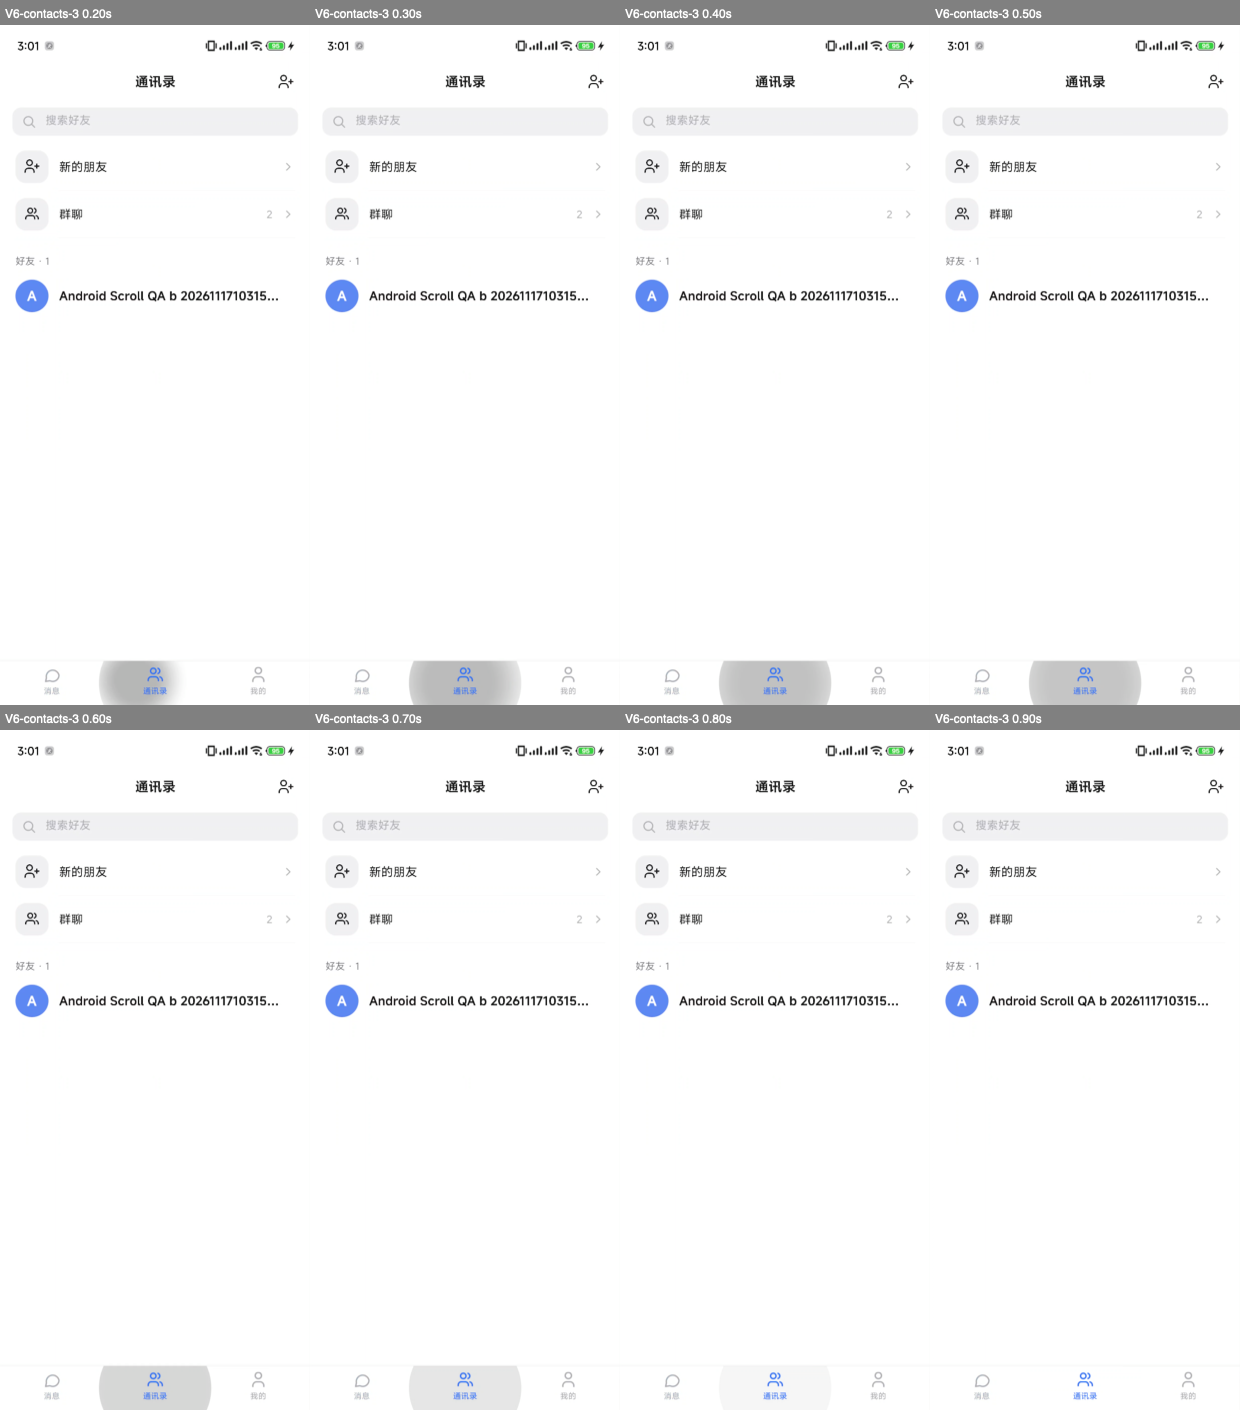 V6-contacts-3 0.20s
3:01
95
通讯录
搜索好友
新的朋友
群聊 2
好友 · 1
A
Android Scroll QA b 2026111710315...
消息 通讯录 我的
V6-contacts-3 0.30s
3:01
95
通讯录
搜索好友
新的朋友
群聊 2
好友 · 1
A
Android Scroll QA b 2026111710315...
消息 通讯录 我的
V6-contacts-3 0.40s
3:01
95
通讯录
搜索好友
新的朋友
群聊 2
好友 · 1
A
Android Scroll QA b 2026111710315...
消息 通讯录 我的
V6-contacts-3 0.50s
3:01
95
通讯录
搜索好友
新的朋友
群聊 2
好友 · 1
A
Android Scroll QA b 2026111710315...
消息 通讯录 我的
V6-contacts-3 0.60s
3:01
95
通讯录
搜索好友
新的朋友
群聊 2
好友 · 1
A
Android Scroll QA b 2026111710315...
消息 通讯录 我的
V6-contacts-3 0.70s
3:01
95
通讯录
搜索好友
新的朋友
群聊 2
好友 · 1
A
Android Scroll QA b 2026111710315...
消息 通讯录 我的
V6-contacts-3 0.80s
3:01
95
通讯录
搜索好友
新的朋友
群聊 2
好友 · 1
A
Android Scroll QA b 2026111710315...
消息 通讯录 我的
V6-contacts-3 0.90s
3:01
95
通讯录
搜索好友
新的朋友
群聊 2
好友 · 1
A
Android Scroll QA b 2026111710315...
消息 通讯录 我的